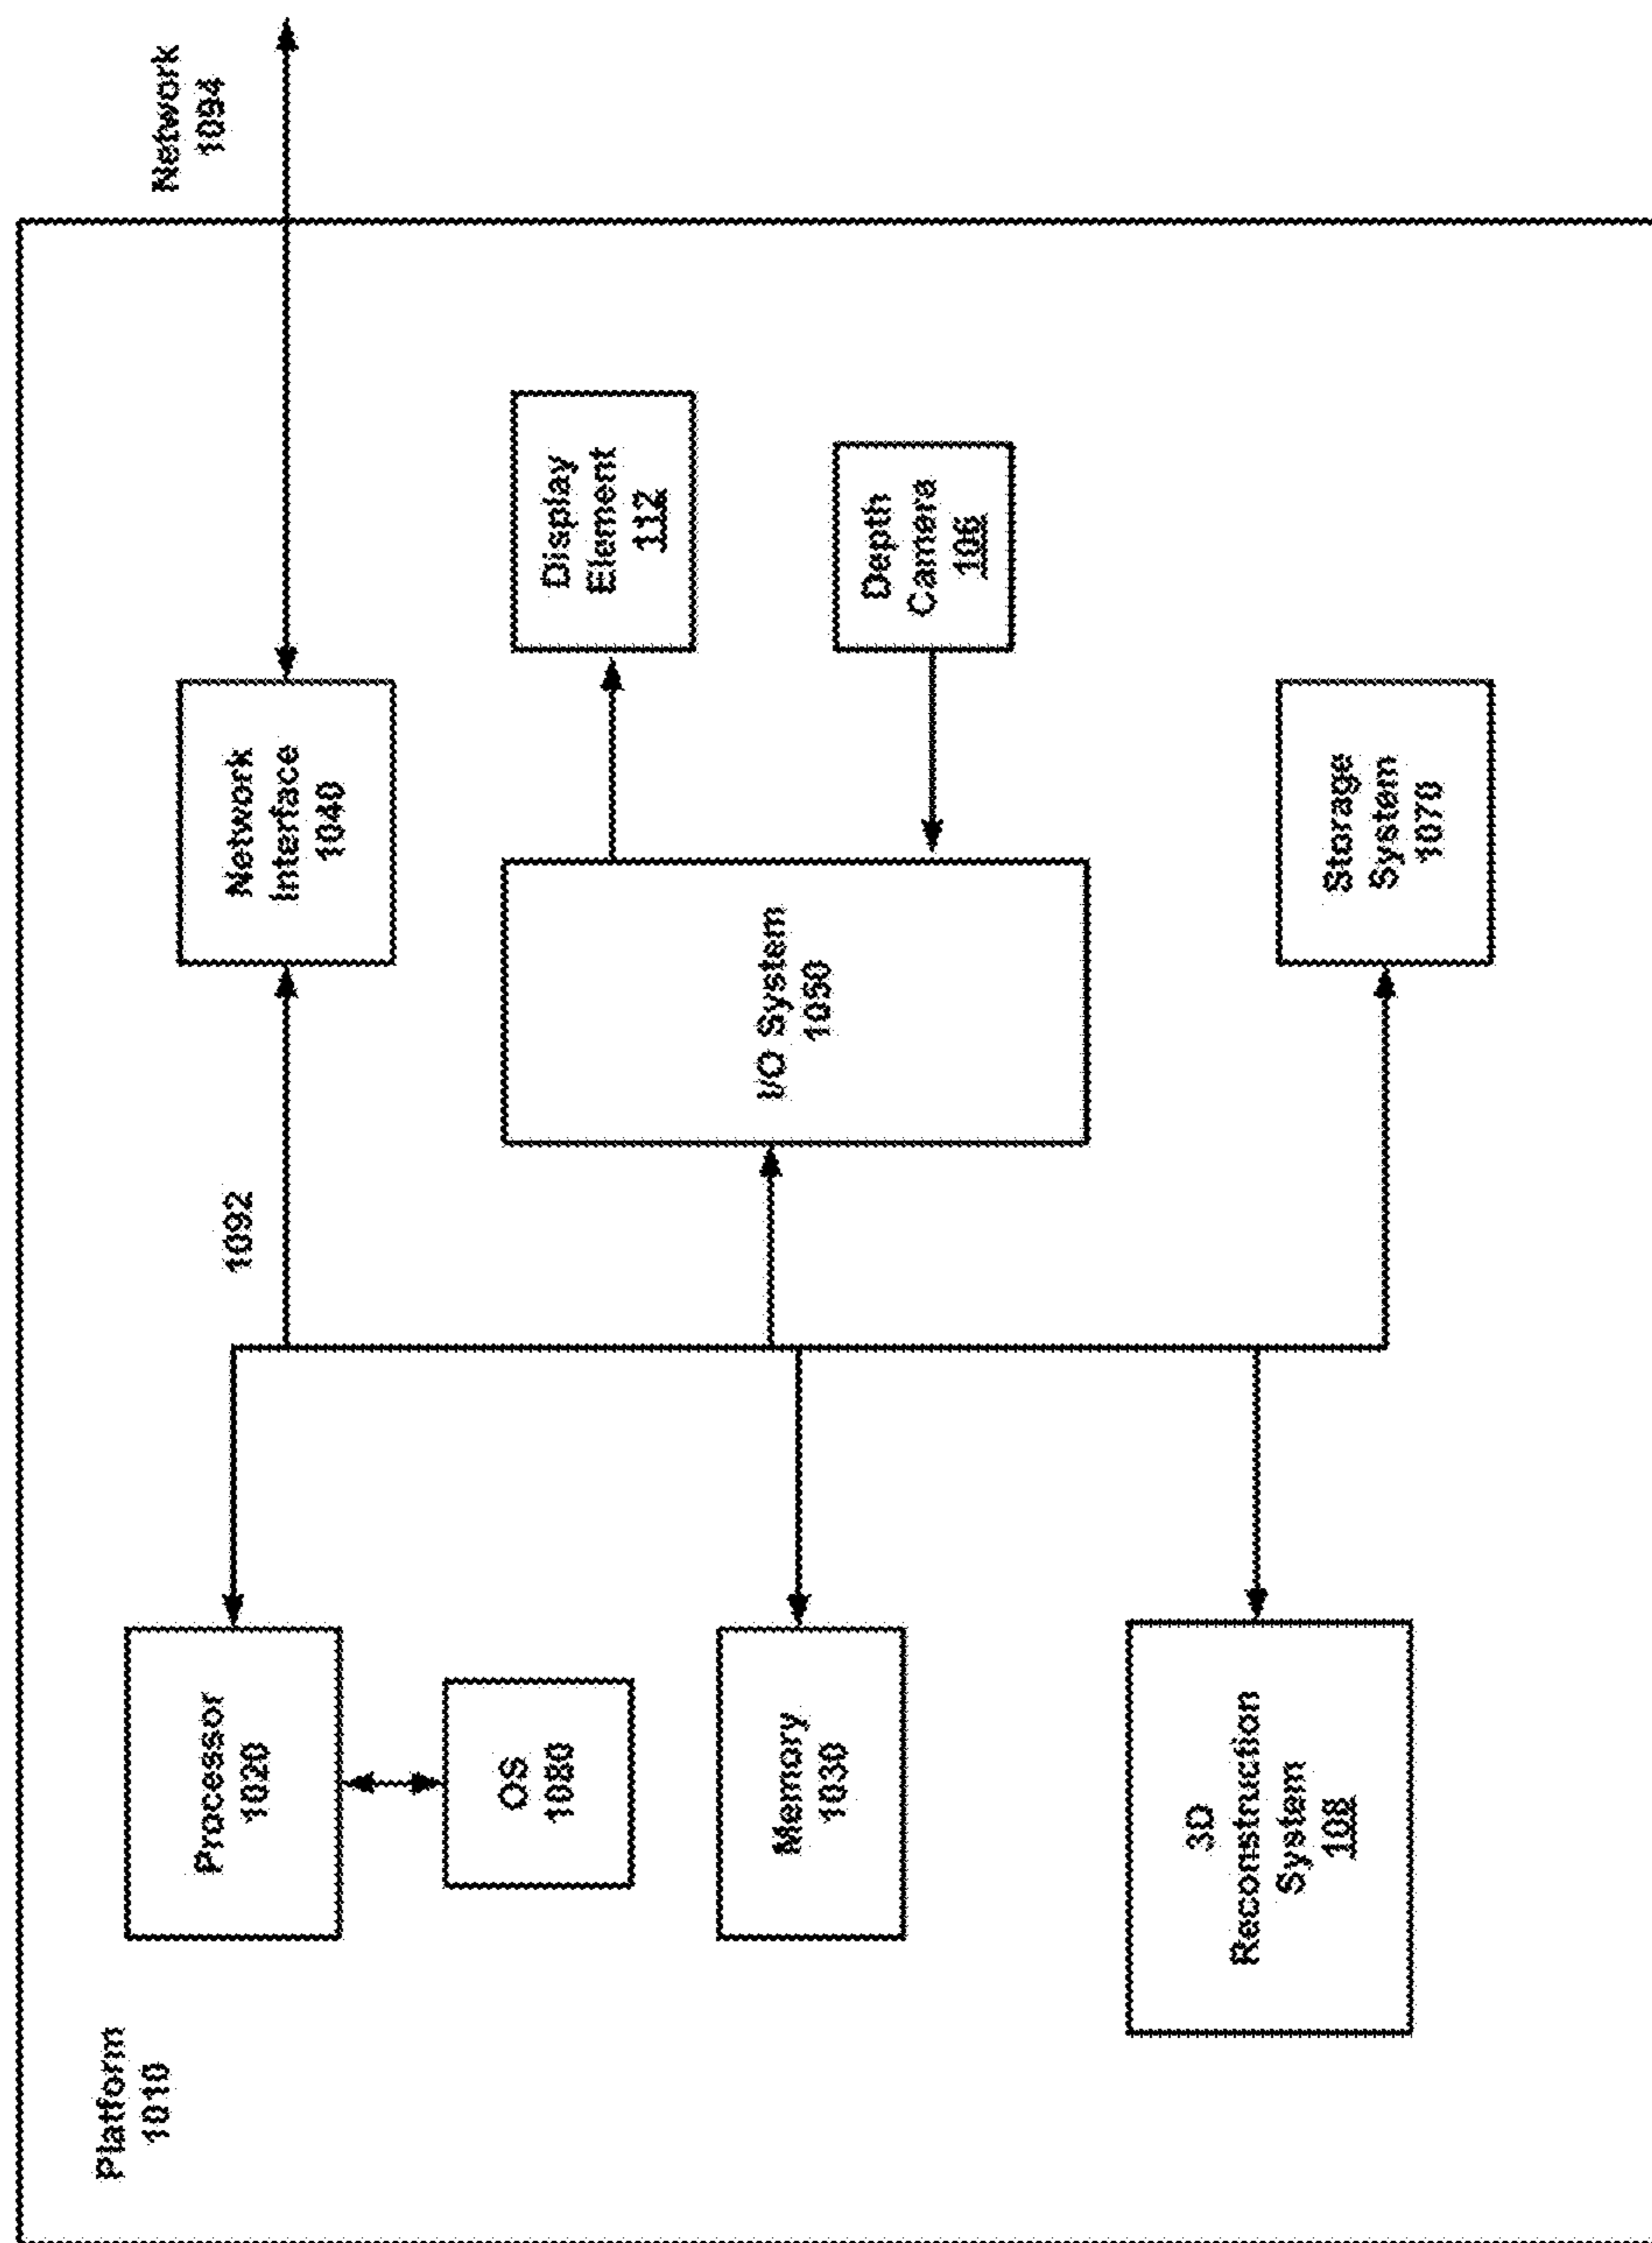 Platform
1010
Processor
1020
OS
1080
Memory
1030
3D
Reconstruction
System
108
1092
Network
Interface
1040
I/O System
1050
Display
Element
112
Depth
Camera
106
Storage
System
1070
Network
1094